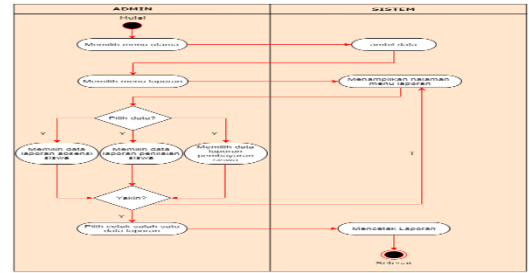 ADMIN
SISTEM
Mulai
Memilih menu utama
ambil data
Memilih menu laporan
Menampilkan halaman
menu laporan
Pilih data?
Y
Y
Y
Memilih data
laporan absensi
siswa
Memilih data
laporan penilaian
siswa
Memilih data
laporan
pembayaran
siswa
T
Yakin?
Y
Pilih salah salah satu
data laporan
Mencetak Laporan
Selesai